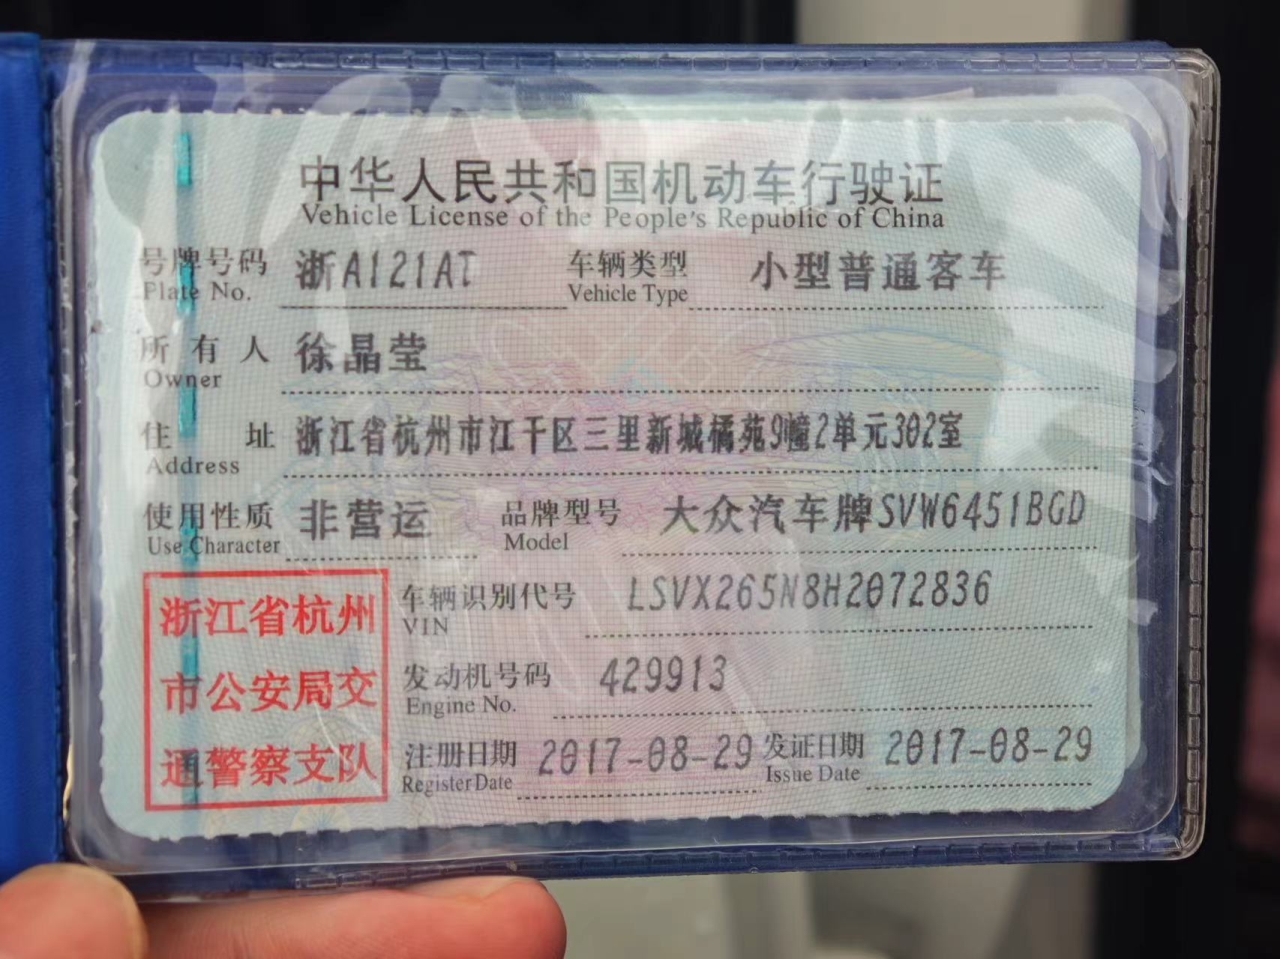 中华人民共和国机动车行驶证
Vehicle License of the People's Republic of China
号牌号码 浙A121AT 车辆类型 小型普通客车
Plate No. Vehicle Type
所有人 徐晶莹
Owner
住址 浙江省杭州市江干区三里新城橘苑9幢2单元302室
Address
使用性质 非营运 品牌型号 大众汽车牌SVW6451BGD
Use Character Model
浙江省杭州
市公安局交
通警察支队
车辆识别代号 LSVX265N8H2072836
VIN
发动机号码 429913
Engine No.
注册日期 2017-08-29 发证日期 2017-08-29
Register Date Issue Date